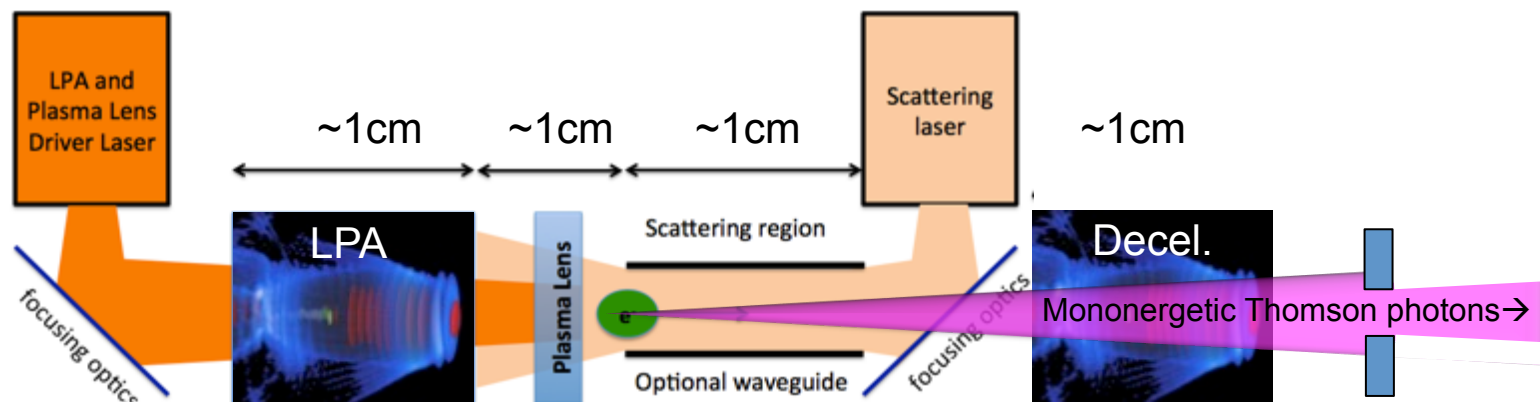 LPA and
Plasma Lens
Driver Laser
~1cm
~1cm
~1cm
Scattering
laser
~1cm
focusing optics
LPA
Plasma Lens
Scattering region
e
Optional waveguide
focusing optics
Decel.
Mononergetic Thomson photons→